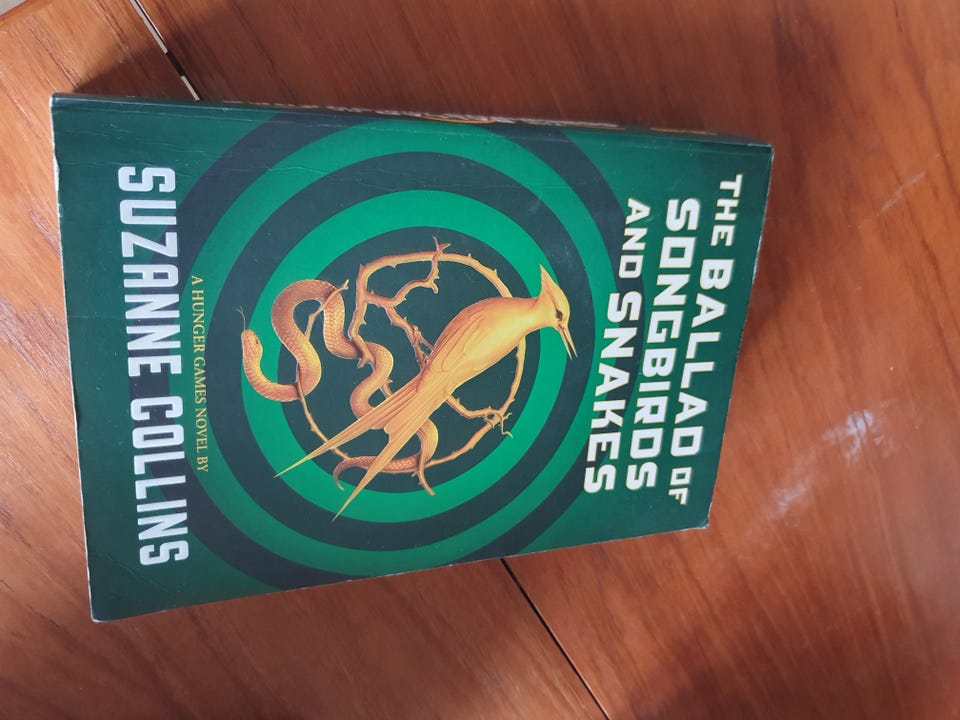 THE BALLAD OF
SONGBIRDS
AND SNAKES
A HUNGER GAMES NOVEL BY
SUZANNE COLLINS